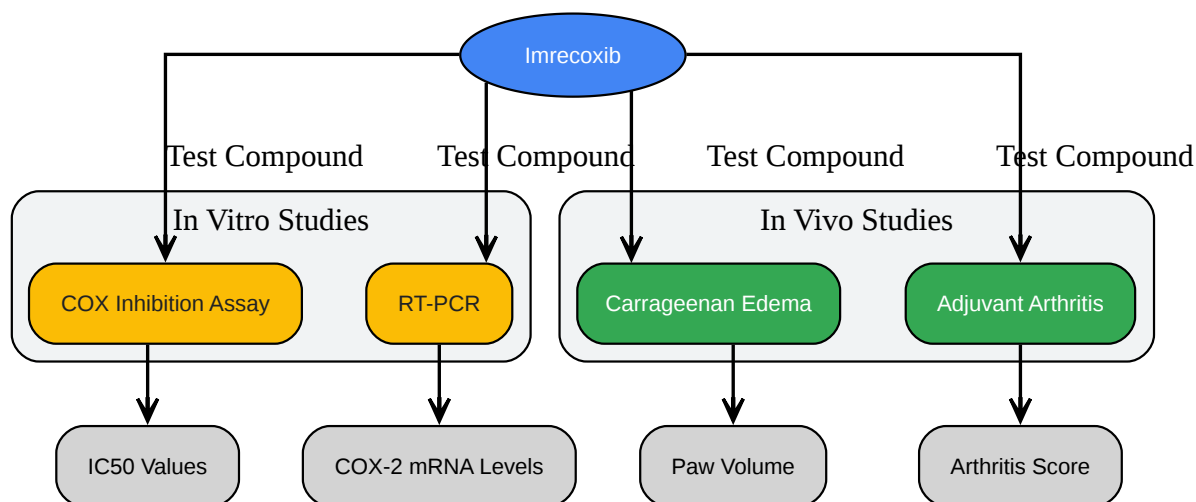 Imrecoxib
Test Compound
Test Compound
Test Compound
Test Compound
In Vitro Studies
In Vivo Studies
COX Inhibition Assay
RT-PCR
Carrageenan Edema
Adjuvant Arthritis
IC50 Values
COX-2 mRNA Levels
Paw Volume
Arthritis Score